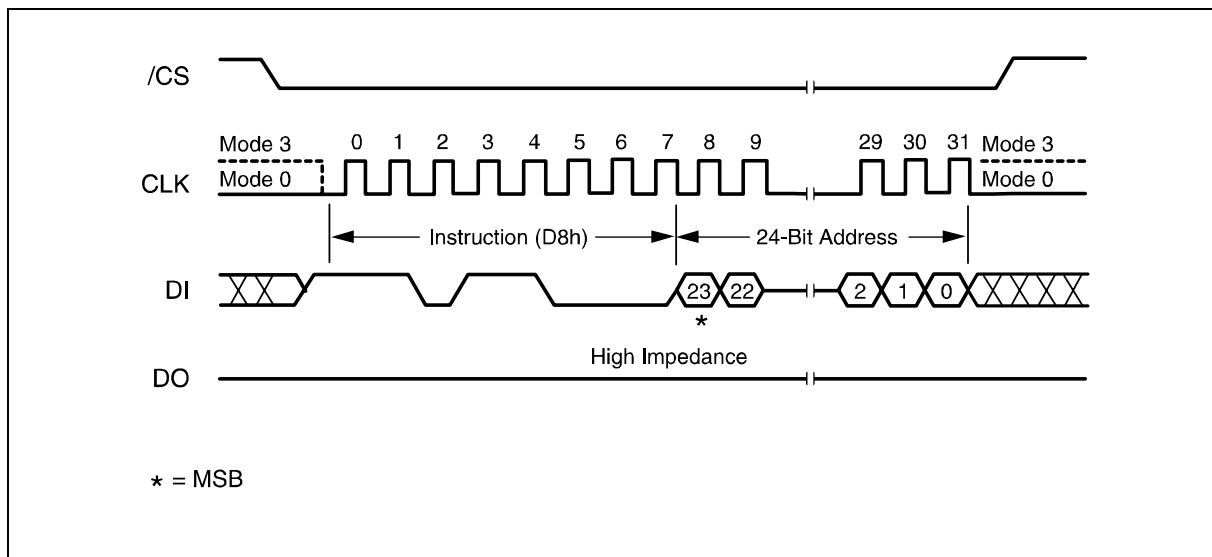 /CS
Mode 3 0 1 2 3 4 5 6 7 8 9 29 30 31 Mode 3
CLK Mode 0 Mode 0
Instruction (D8h) 24-Bit Address
DI 23 22 2 1 0
*
High Impedance
DO
* = MSB